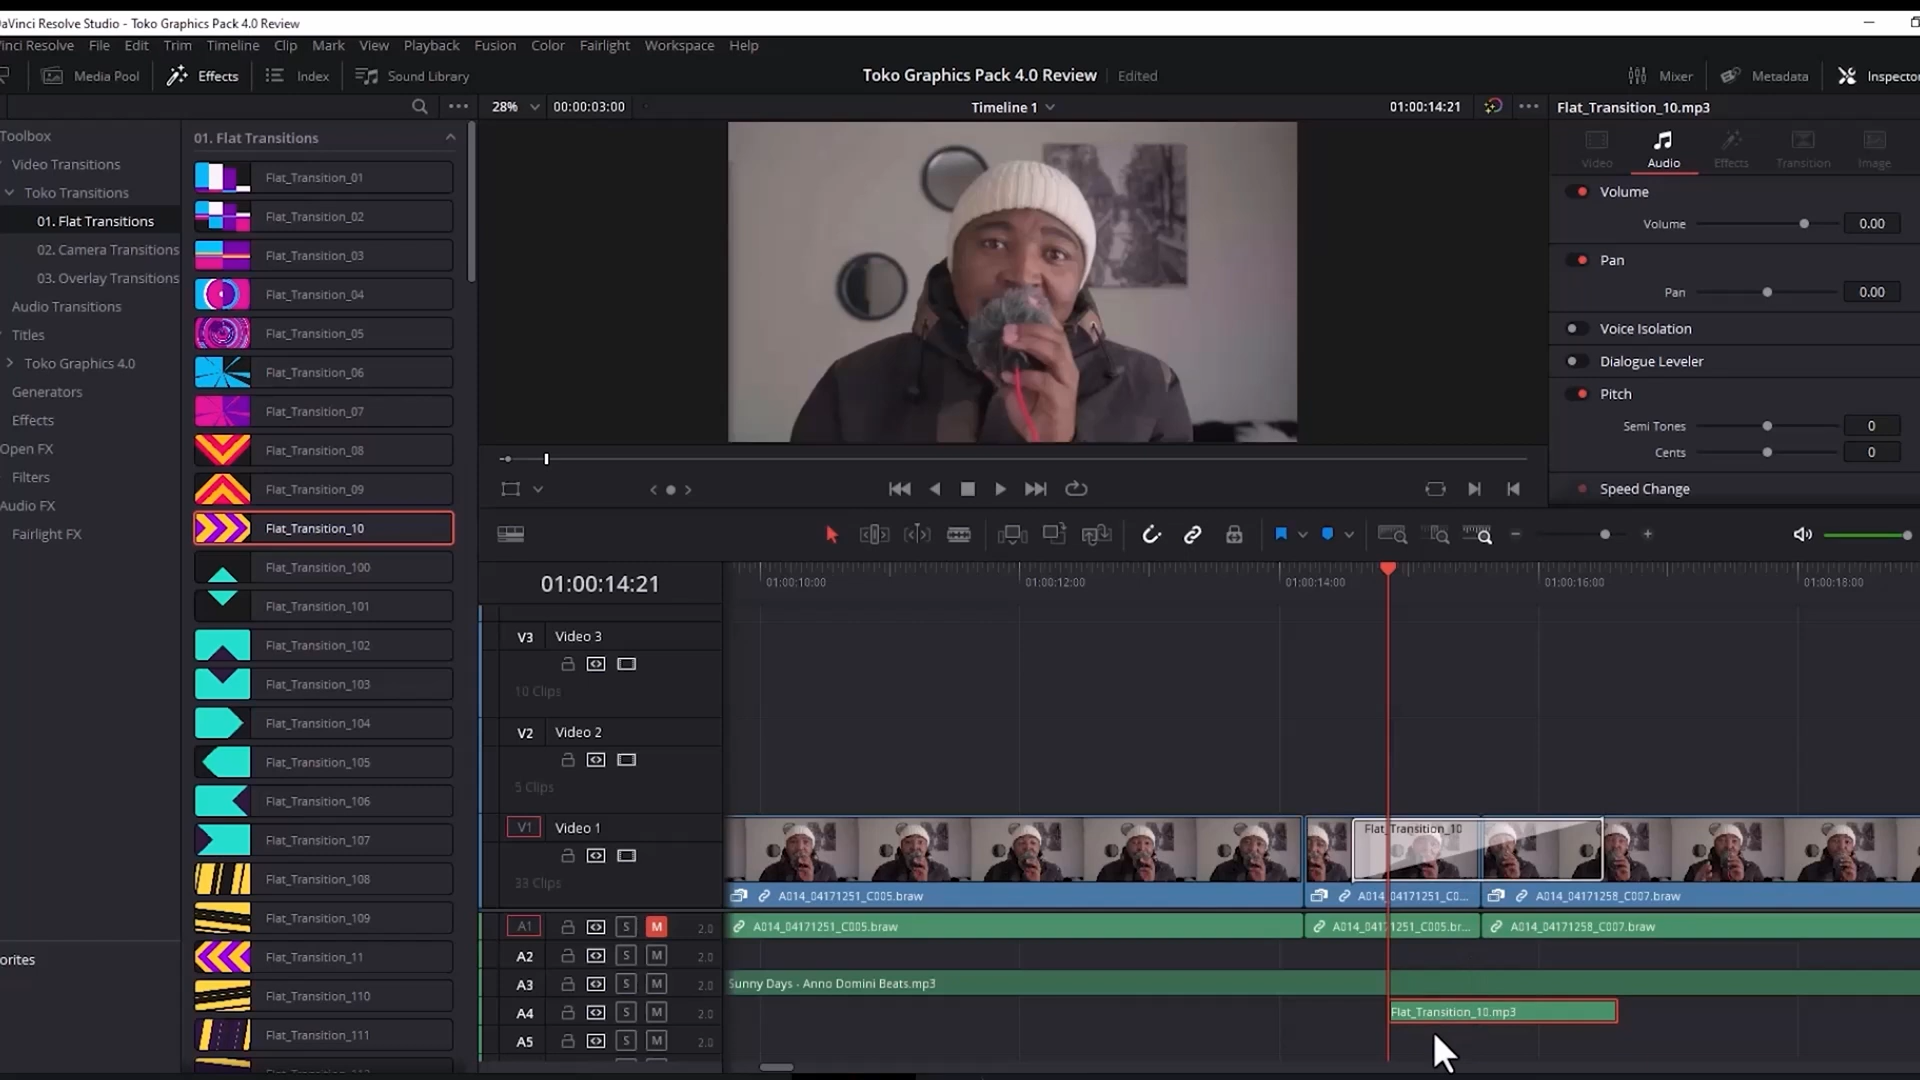 DaVinci Resolve Studio - Toko Graphics Pack 4.0 Review
Vinci Resolve File Edit Trim Timeline Clip Mark View Playback Fusion Color Fairlight Workspace Help
Media Pool Effects Index Sound Library
Toko Graphics Pack 4.0 Review Edited
Mixer Metadata Inspector
28% 00:00:03:00
Timeline 1
01:00:14:21
Flat_Transition_10.mp3
Toolbox
Video Transitions
Toko Transitions
01. Flat Transitions
02. Camera Transitions
03. Overlay Transitions
Audio Transitions
Titles
Toko Graphics 4.0
Generators
Effects
Open FX
Filters
Audio FX
Fairlight FX
orites
01. Flat Transitions
Flat_Transition_01
Flat_Transition_02
Flat_Transition_03
Flat_Transition_04
Flat_Transition_05
Flat_Transition_06
Flat_Transition_07
Flat_Transition_08
Flat_Transition_09
Flat_Transition_10
Flat_Transition_100
Flat_Transition_101
Flat_Transition_102
Flat_Transition_103
Flat_Transition_104
Flat_Transition_105
Flat_Transition_106
Flat_Transition_107
Flat_Transition_108
Flat_Transition_109
Flat_Transition_11
Flat_Transition_110
Flat_Transition_111
Video Audio Effects Transition Image
Volume
Volume 0.00
Pan
Pan 0.00
Voice Isolation
Dialogue Leveler
Pitch
Semi Tones 0
Cents 0
Speed Change
01:00:14:21
01:00:10:00 01:00:12:00 01:00:14:00 01:00:16:00 01:00:18:00
V3 Video 3
10 Clips
V2 Video 2
5 Clips
V1 Video 1
33 Clips
Flat_Transition_10
A014_04171251_C005.braw A014_04171251_C0... A014_04171258_C007.braw
A1 S M 2.0 A014_04171251_C005.braw A014_04171251_C005.br... A014_04171258_C007.braw
A2 S M 2.0
A3 S M 2.0 Sunny Days - Anno Domini Beats.mp3
A4 S M 2.0 Flat_Transition_10.mp3
A5 S M 2.0